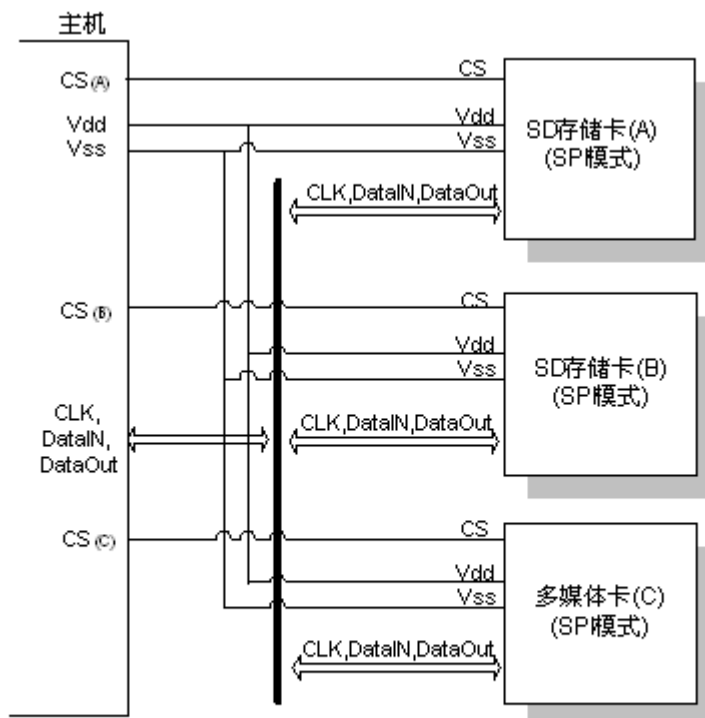 主机
CS(A)
Vdd
Vss
CS
Vdd
Vss
SD存储卡(A)
(SP模式)
CLK,DataIN,DataOut
CS(B)
CS
Vdd
Vss
SD存储卡(B)
(SP模式)
CLK,
DataIN,
DataOut
CLK,DataIN,DataOut
CS(C)
CS
Vdd
Vss
多媒体卡(C)
(SP模式)
CLK,DataIN,DataOut